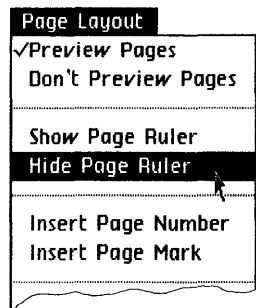 Page Layout
✓Preview Pages
Don't Preview Pages
Show Page Ruler
Hide Page Ruler
Insert Page Number
Insert Page Mark